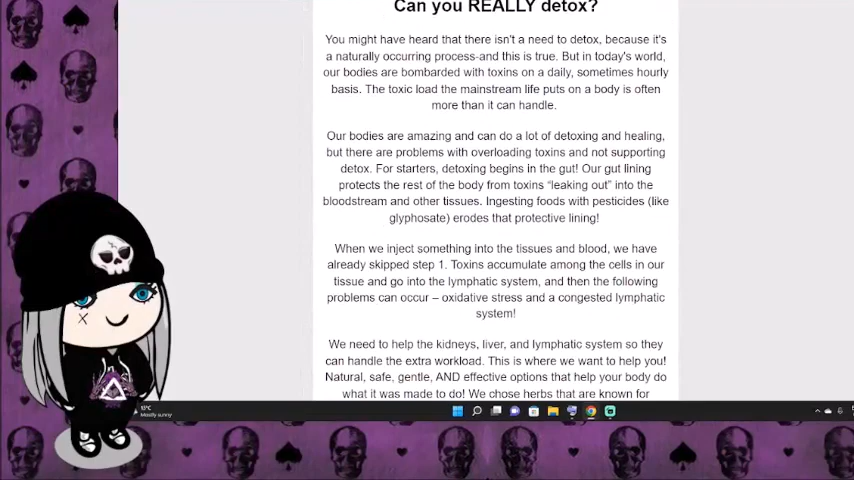 Can you REALLY detox?
You might have heard that there isn't a need to detox, because it's
a naturally occurring process-and this is true. But in today's world,
our bodies are bombarded with toxins on a daily, sometimes hourly
basis. The toxic load the mainstream life puts on a body is often
more than it can handle.
Our bodies are amazing and can do a lot of detoxing and healing,
but there are problems with overloading toxins and not supporting
detox. For starters, detoxing begins in the gut! Our gut lining
protects the rest of the body from toxins “leaking out” into the
bloodstream and other tissues. Ingesting foods with pesticides (like
glyphosate) erodes that protective lining!
When we inject something into the tissues and blood, we have
already skipped step 1. Toxins accumulate among the cells in our
tissue and go into the lymphatic system, and then the following
problems can occur – oxidative stress and a congested lymphatic
system!
We need to help the kidneys, liver, and lymphatic system so they
can handle the extra workload. This is where we want to help you!
Natural, safe, gentle, AND effective options that help your body do
what it was made to do! We chose herbs that are known for
Mostly sunny